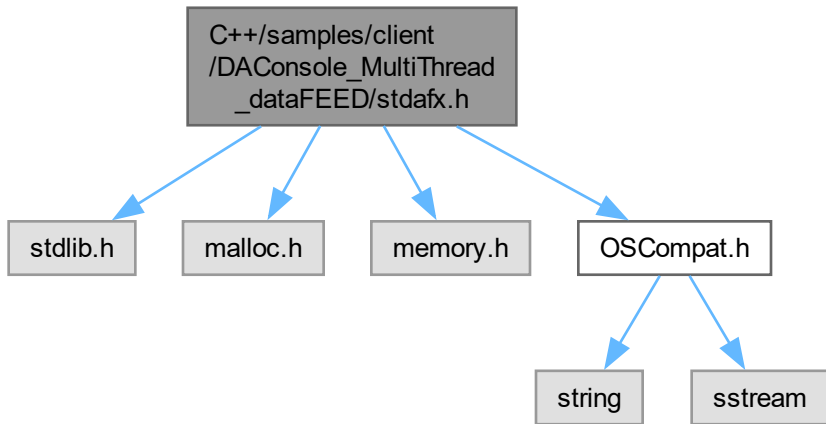 C++/samples/client
/DAConsole_MultiThread
_dataFEED/stdafx.h
stdlib.h
malloc.h
memory.h
OSCompat.h
string
sstream